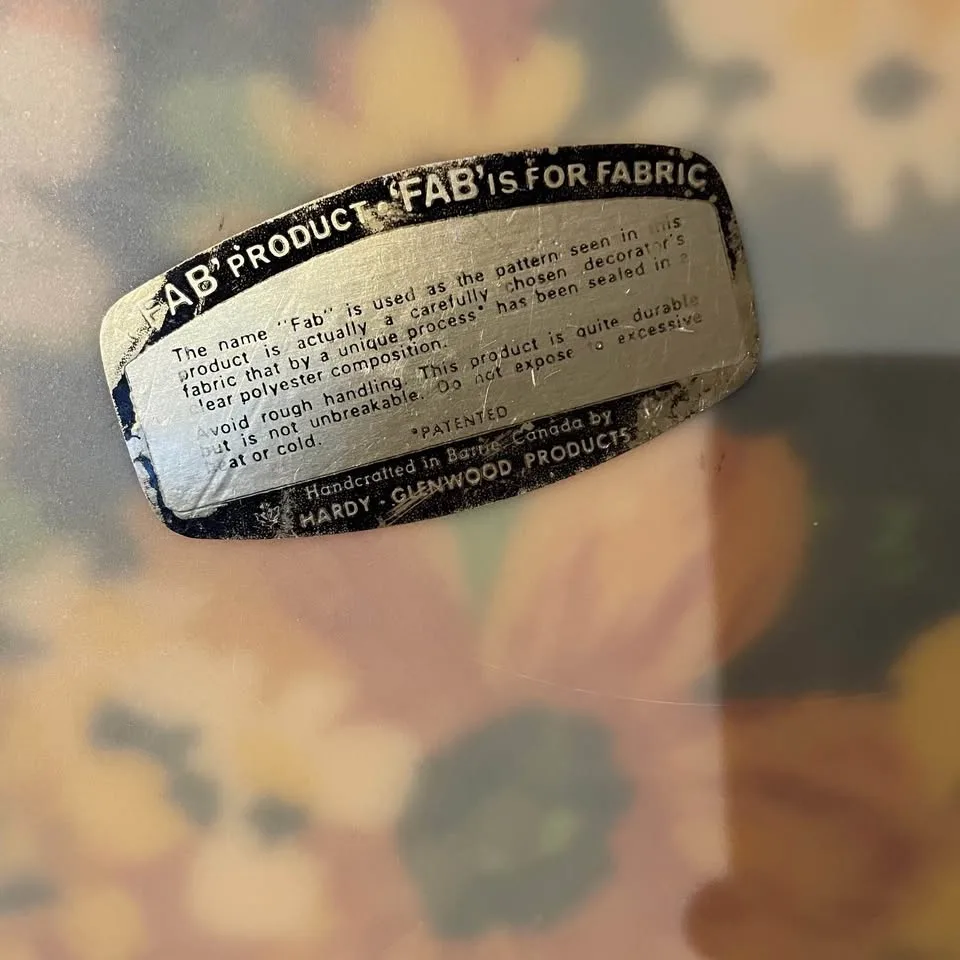 'FAB' PRODUCT • 'FAB' IS FOR FABRIC
The name "Fab" is used as the pattern seen in this
product is actually a carefully chosen decorator's
fabric that by a unique process* has been sealed in a
clear polyester composition.
Avoid rough handling. This product is quite durable
but is not unbreakable. Do not expose to excessive
heat or cold.
*PATENTED
Handcrafted in Barrie Canada by
HARDY - GLENWOOD PRODUCTS